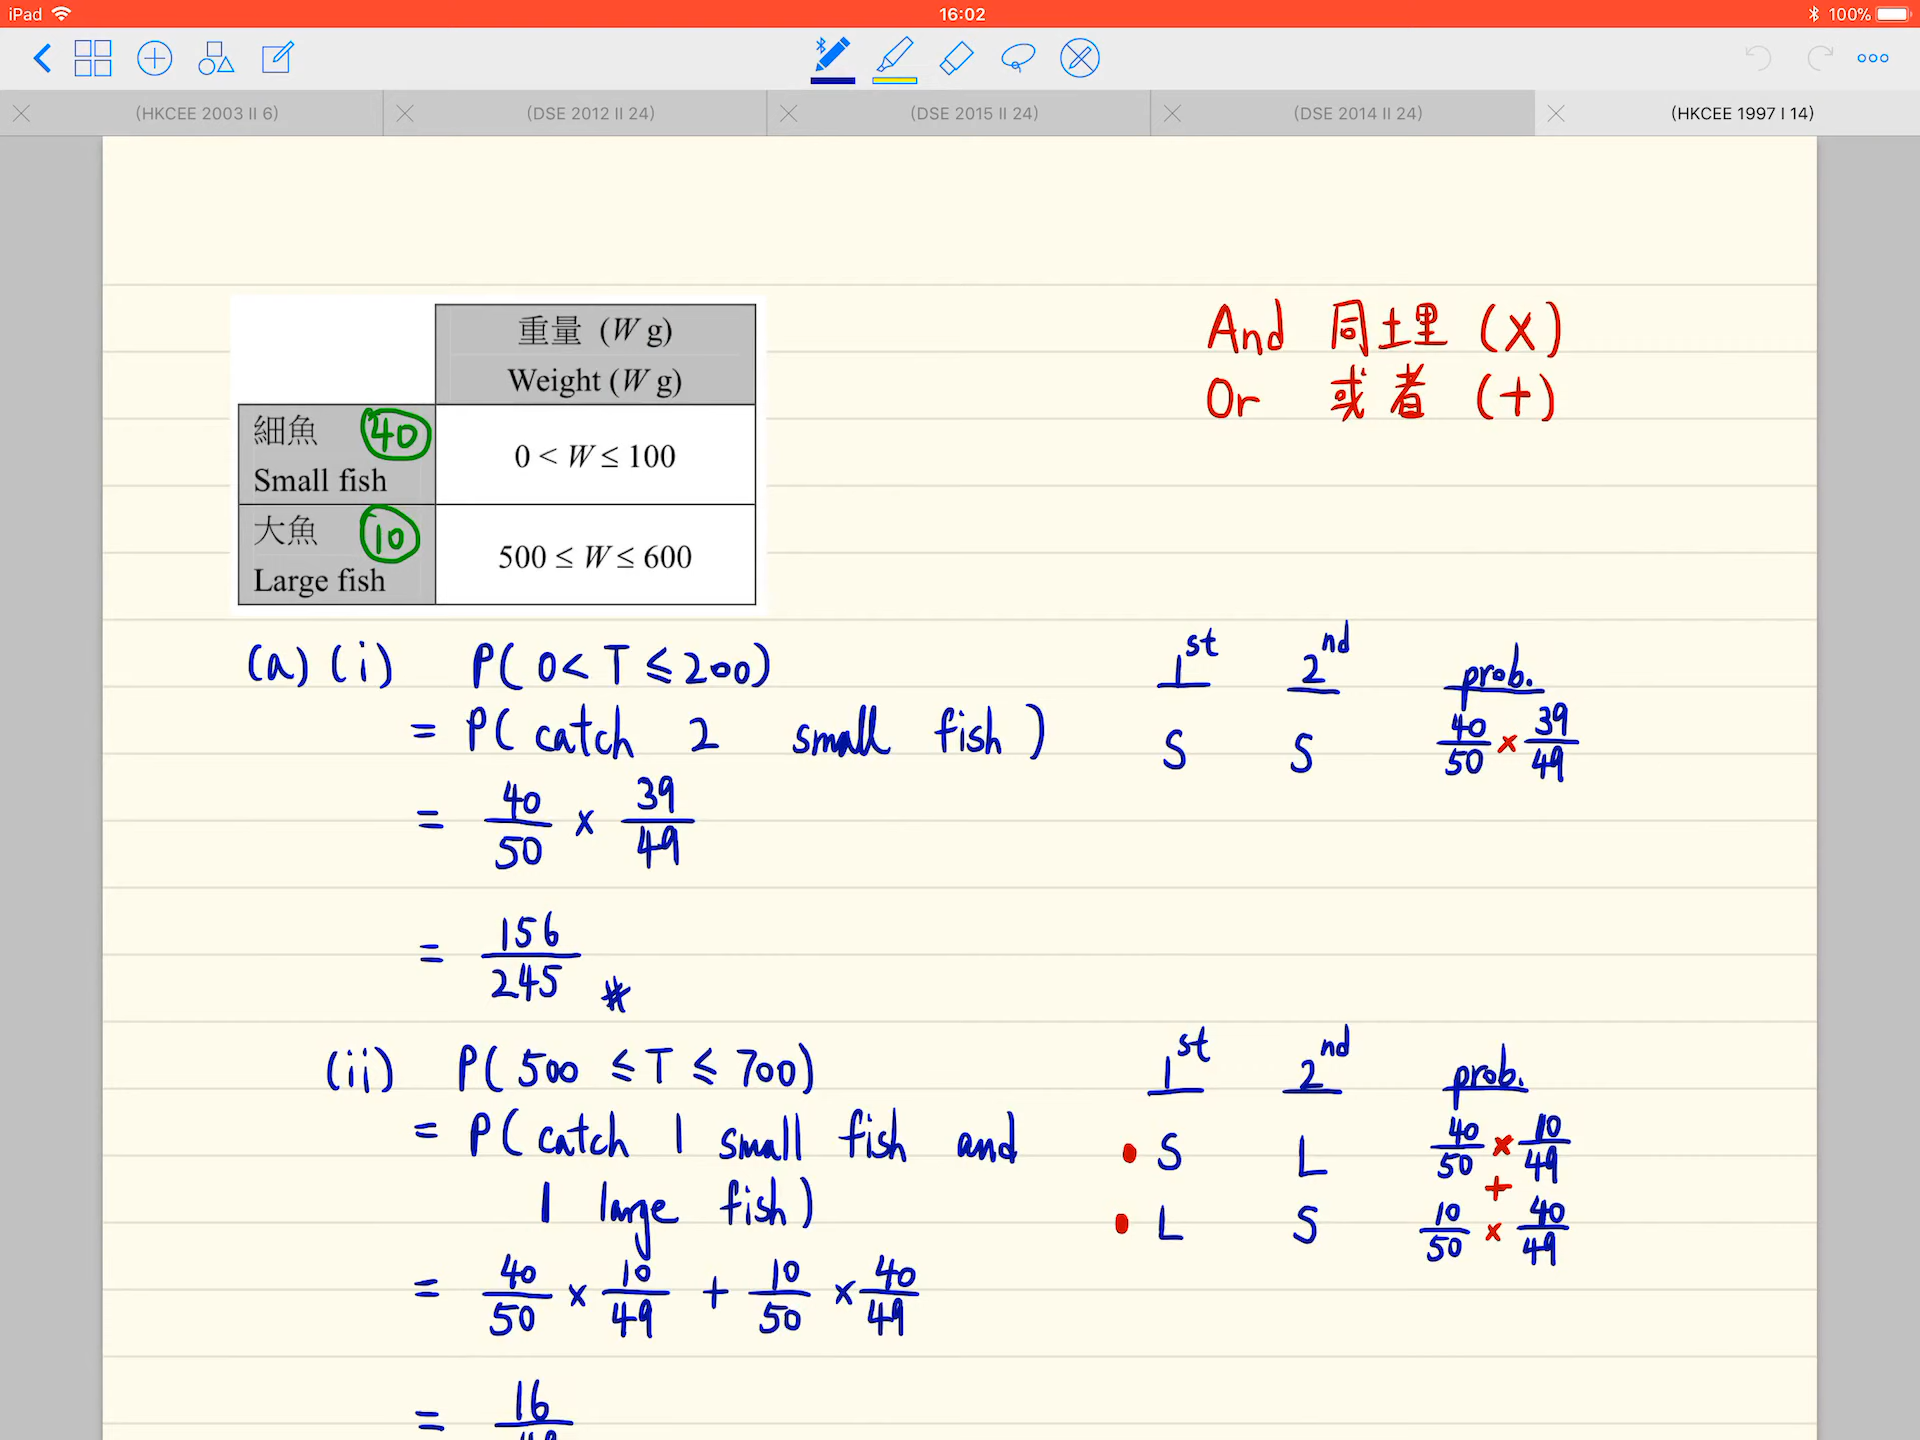 iPad 16:02 100%
(HKCEE 2003 II 6) (DSE 2012 II 24) (DSE 2015 II 24) (DSE 2014 II 24) (HKCEE 1997 I 14)
重量 (W g)
Weight (W g)
細魚 40
Small fish
0 < W ≤ 100
大魚 10
Large fish
500 ≤ W ≤ 600
And 同埋 (×)
Or 或者 (+)
(a) (i) P(0 < T ≤ 200)
= P(catch 2 small fish)
= 40/50 × 39/49
= 156/245 *
1st 2nd prob.
S S 40/50 × 39/49
(ii) P(500 ≤ T ≤ 700)
= P(catch 1 small fish and
1 large fish)
= 40/50 × 10/49 + 10/50 × 40/49
= 16/
1st 2nd prob.
• S L 40/50 × 10/49
+
• L S 10/50 × 40/49